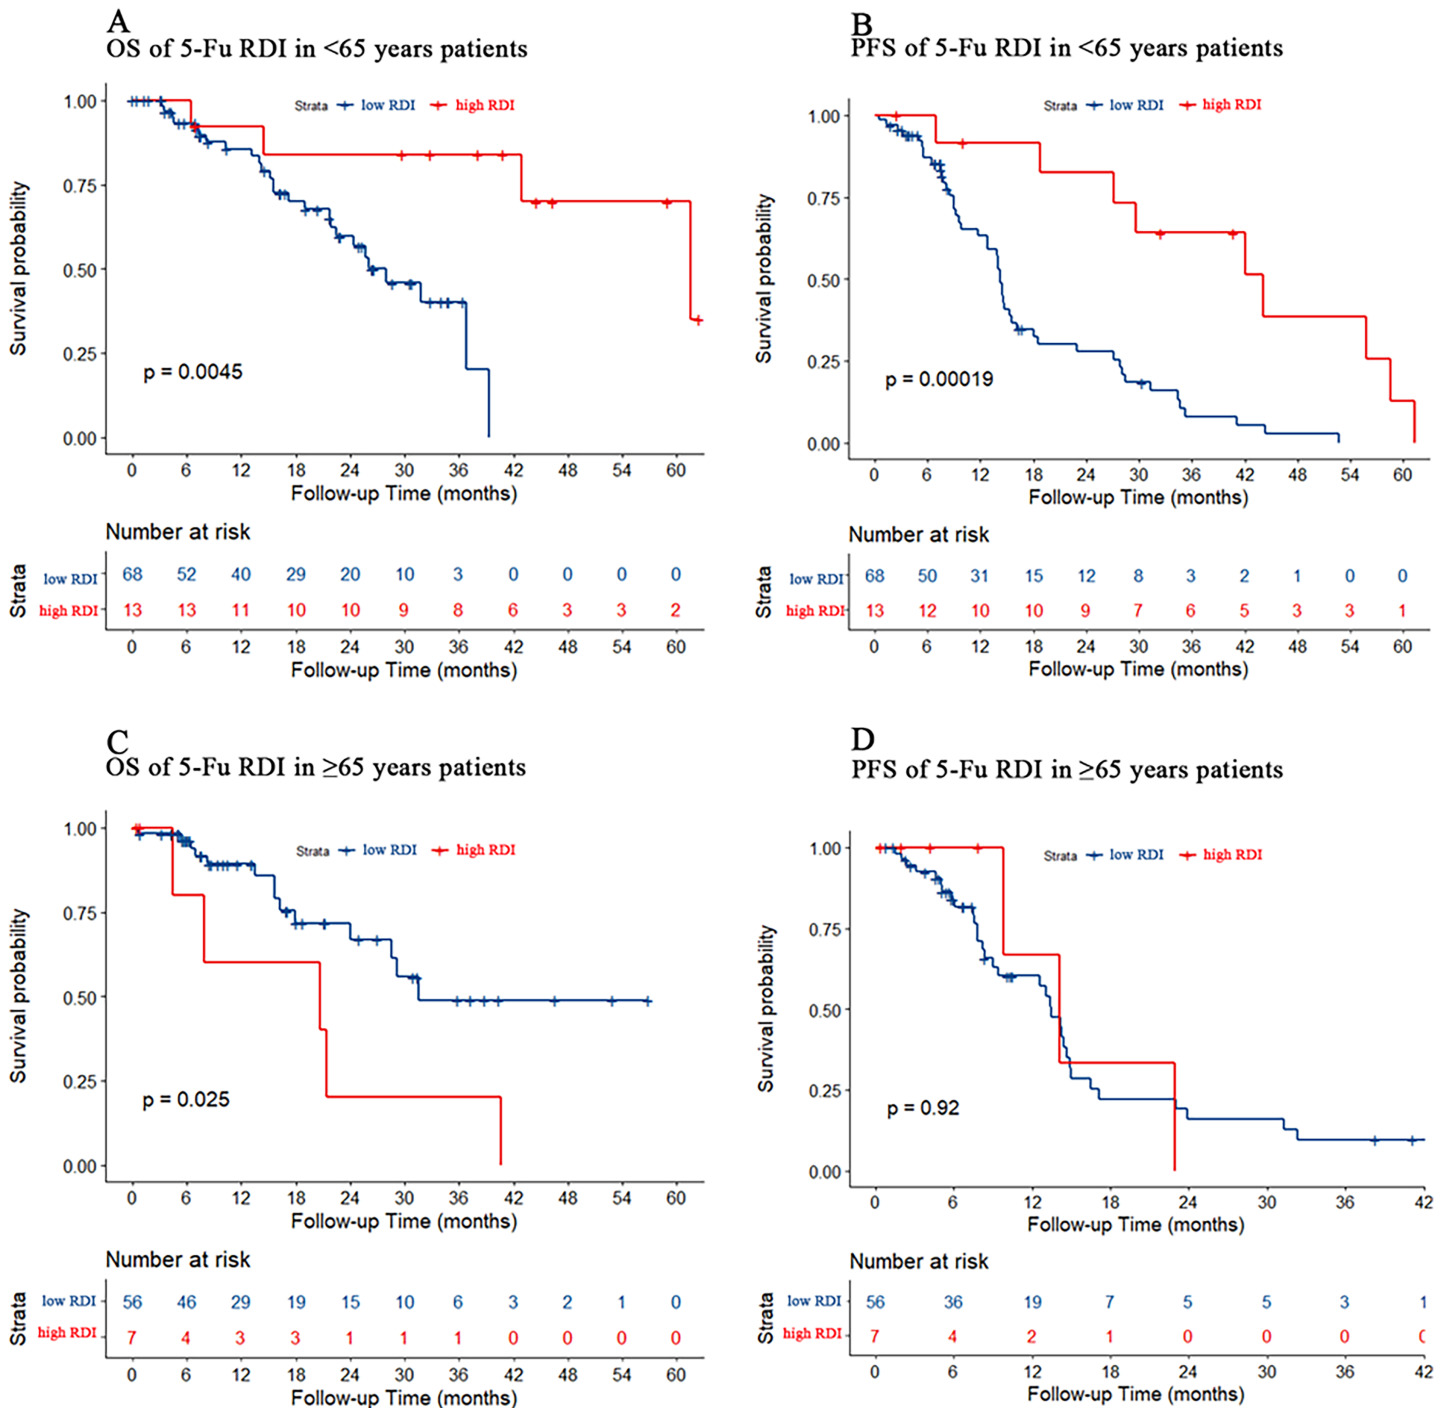 A
OS of 5-Fu RDI in <65 years patients
Strata low RDI high RDI
Survival probability
1.00
0.75
0.50
0.25
0.00
p = 0.0045
0 6 12 18 24 30 36 42 48 54 60
Follow-up Time (months)
Number at risk
Strata
low RDI 68 52 40 29 20 10 3 0 0 0 0
high RDI 13 13 11 10 10 9 8 6 3 3 2
0 6 12 18 24 30 36 42 48 54 60
Follow-up Time (months)
B
PFS of 5-Fu RDI in <65 years patients
Strata low RDI high RDI
Survival probability
1.00
0.75
0.50
0.25
0.00
p = 0.00019
0 6 12 18 24 30 36 42 48 54 60
Follow-up Time (months)
Number at risk
Strata
low RDI 68 50 31 15 12 8 3 2 1 0 0
high RDI 13 12 10 10 9 7 6 5 3 3 1
0 6 12 18 24 30 36 42 48 54 60
Follow-up Time (months)
C
OS of 5-Fu RDI in ≥65 years patients
Strata low RDI high RDI
Survival probability
1.00
0.75
0.50
0.25
0.00
p = 0.025
0 6 12 18 24 30 36 42 48 54 60
Follow-up Time (months)
Number at risk
Strata
low RDI 56 46 29 19 15 10 6 3 2 1 0
high RDI 7 4 3 3 1 1 1 0 0 0 0
0 6 12 18 24 30 36 42 48 54 60
Follow-up Time (months)
D
PFS of 5-Fu RDI in ≥65 years patients
Strata low RDI high RDI
Survival probability
1.00
0.75
0.50
0.25
0.00
p = 0.92
0 6 12 18 24 30 36 42
Follow-up Time (months)
Number at risk
Strata
low RDI 56 36 19 7 5 5 3 1
high RDI 7 4 2 1 0 0 0 0
0 6 12 18 24 30 36 42
Follow-up Time (months)